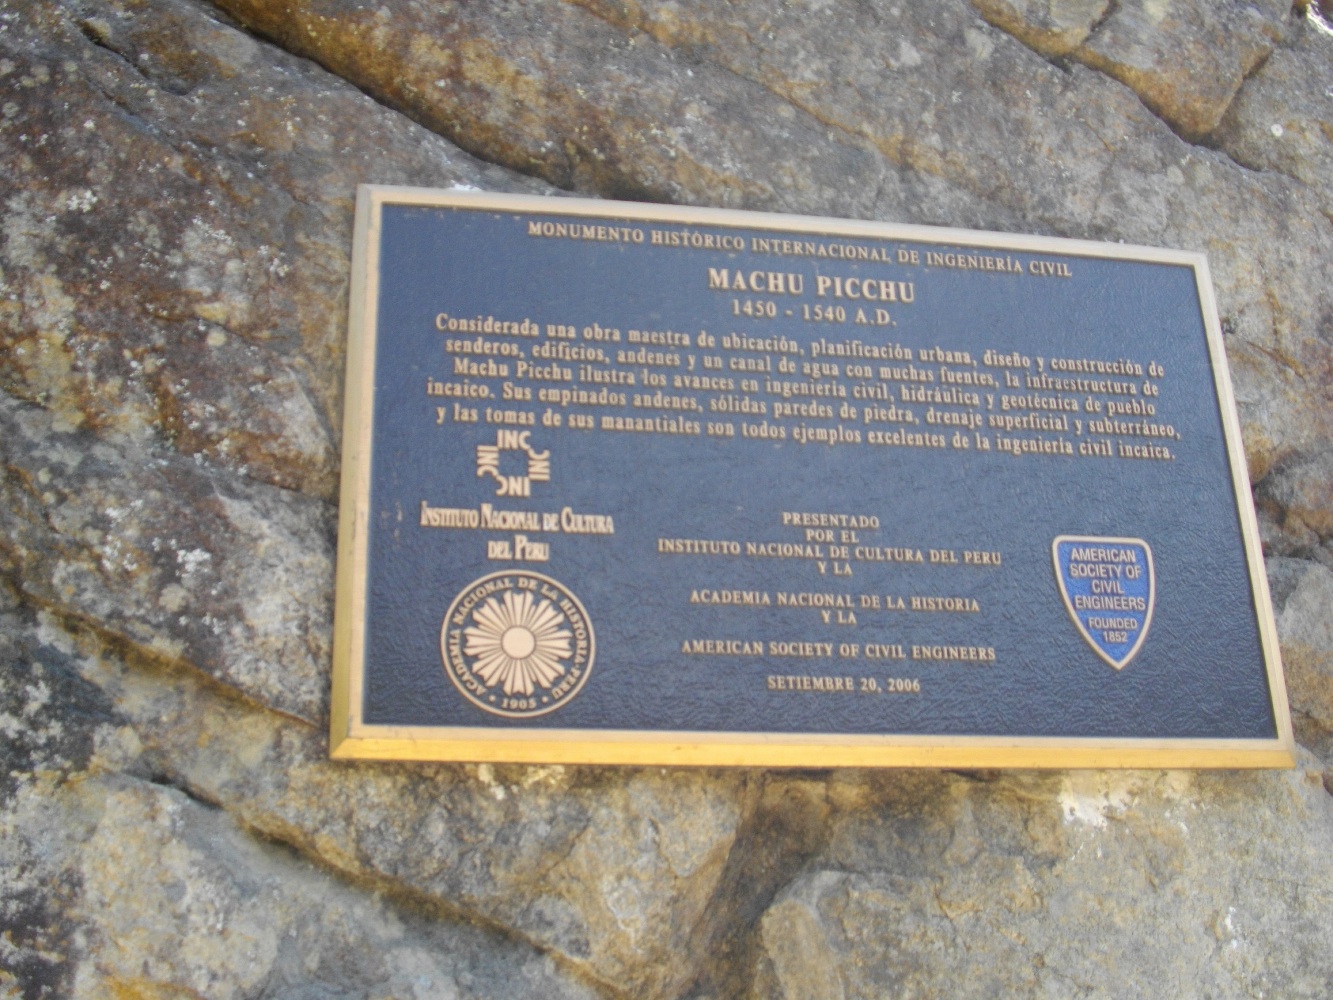 MONUMENTO HISTÓRICO INTERNACIONAL DE INGENIERÍA CIVIL
MACHU PICCHU
1450 - 1540 A.D.
Considerada una obra maestra de ubicación, planificación urbana, diseño y construcción de
senderos, edificios, andenes y un canal de agua con muchas fuentes, la infraestructura de
Machu Picchu ilustra los avances en ingeniería civil, hidráulica y geotécnica de pueblo
incaico. Sus empinados andenes, sólidas paredes de piedra, drenaje superficial y subterráneo,
y las tomas de sus manantiales son todos ejemplos excelentes de la ingeniería civil incaica.
INC
INC
INC
INC
INSTITUTO NACIONAL DE CULTURA
DEL PERU
ACADEMIA NACIONAL DE LA HISTORIA-PERU
• 1905 •
PRESENTADO
POR EL
INSTITUTO NACIONAL DE CULTURA DEL PERU
Y LA
ACADEMIA NACIONAL DE LA HISTORIA
Y LA
AMERICAN SOCIETY OF CIVIL ENGINEERS
SETIEMBRE 20, 2006
AMERICAN
SOCIETY OF
CIVIL
ENGINEERS
FOUNDED
1852